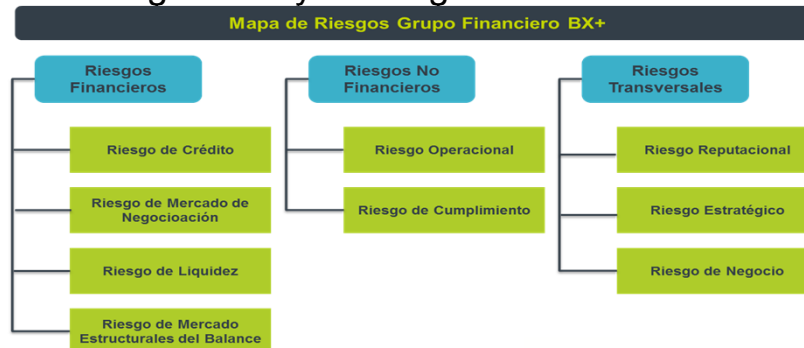 Mapa de Riesgos Grupo Financiero BX+
Riesgos
Financieros
Riesgo de Crédito
Riesgo de Mercado de
Negocioación
Riesgo de Liquidez
Riesgo de Mercado
Estructurales del Balance
Riesgos No
Financieros
Riesgo Operacional
Riesgo de Cumplimiento
Riesgos
Transversales
Riesgo Reputacional
Riesgo Estratégico
Riesgo de Negocio